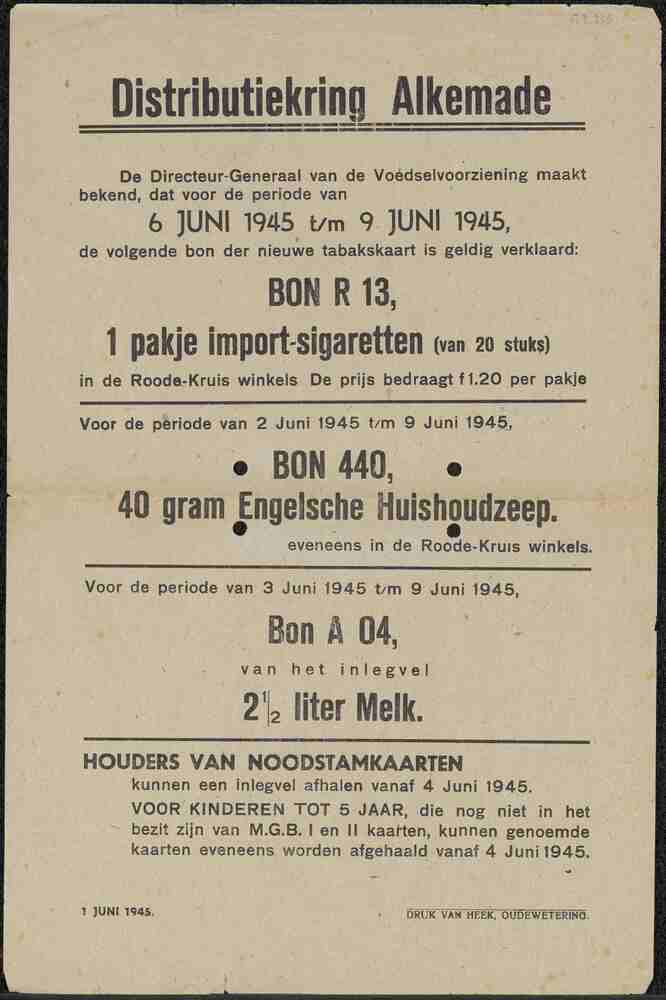 Distributiekring Alkemade
De Directeur-Generaal van de Voedselvoorziening maakt
bekend, dat voor de periode van
6 JUNI 1945 t/m 9 JUNI 1945,
de volgende bon der nieuwe tabakskaart is geldig verklaard:
BON R 13,
1 pakje import-sigaretten (van 20 stuks)
in de Roode-Kruis winkels De prijs bedraagt f 1.20 per pakje
Voor de periode van 2 Juni 1945 t/m 9 Juni 1945,
BON 440,
40 gram Engelsche Huishoudzeep.
eveneens in de Roode-Kruis winkels.
Voor de periode van 3 Juni 1945 t/m 9 Juni 1945,
Bon A 04,
van het inlegvel
2 1/2 liter Melk.
HOUDERS VAN NOODSTAMKAARTEN
kunnen een inlegvel afhalen vanaf 4 Juni 1945.
VOOR KINDEREN TOT 5 JAAR, die nog niet in het
bezit zijn van M.G.B. I en II kaarten, kunnen genoemde
kaarten eveneens worden afgehaald vanaf 4 Juni 1945.
1 JUNI 1945.
DRUK VAN HEEK, OUDEWETERING.